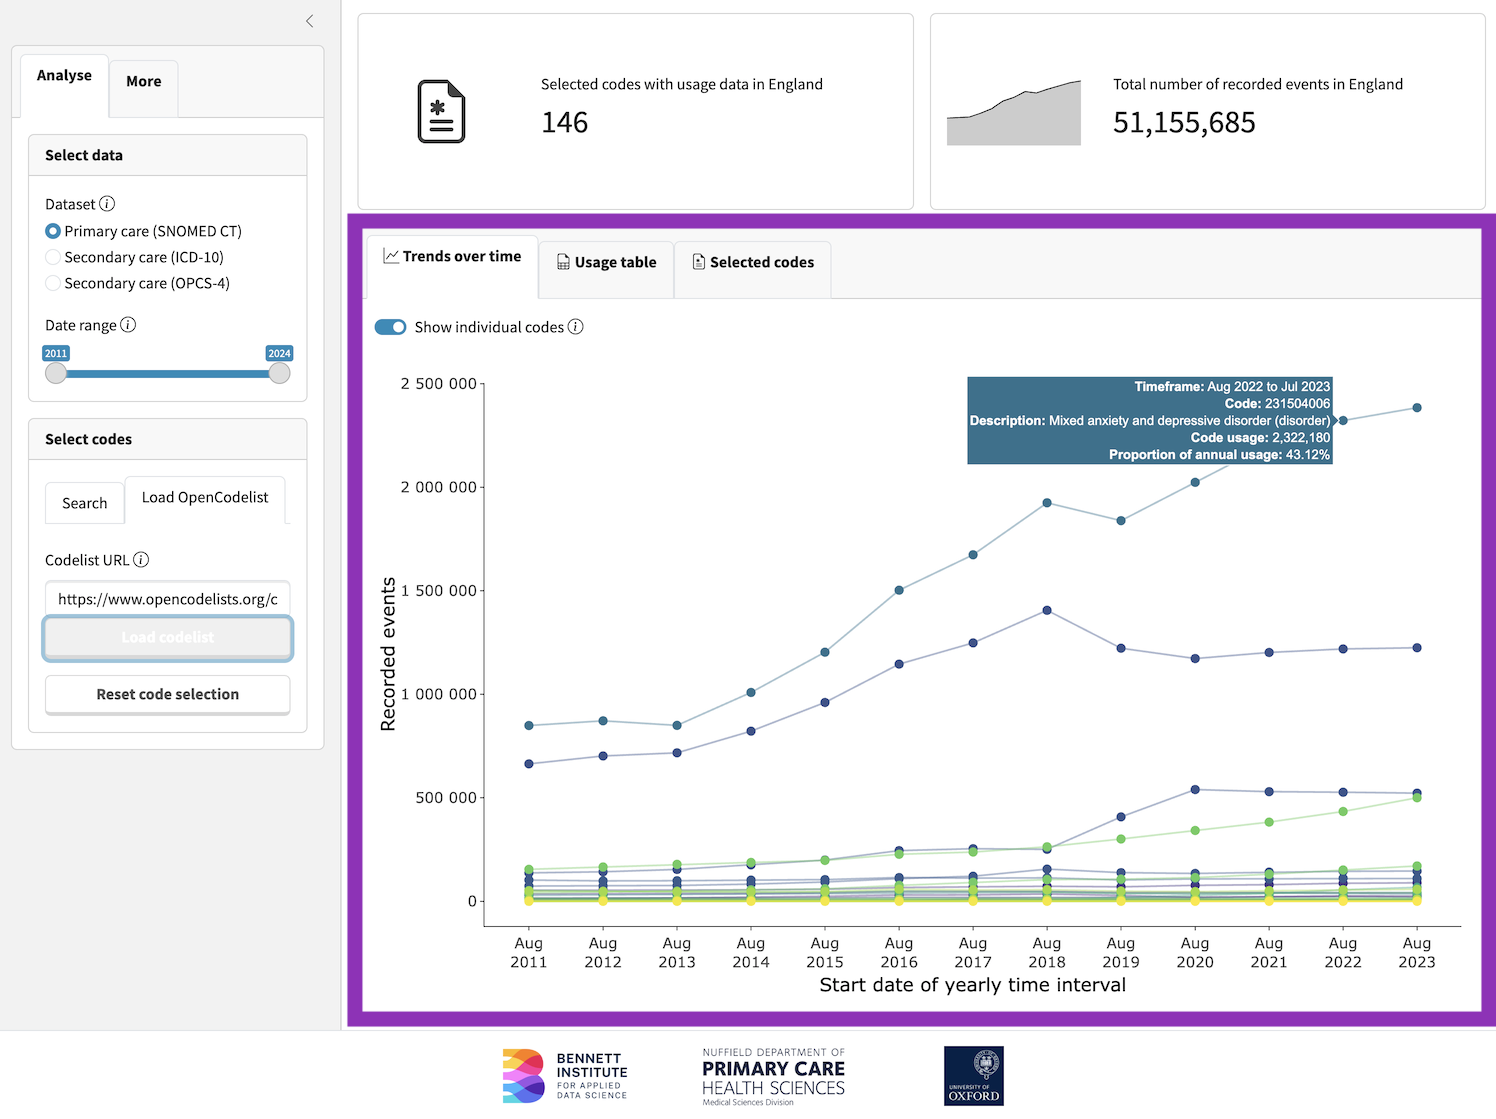 Analyse
More
Select data
Dataset
Primary care (SNOMED CT)
Secondary care (ICD-10)
Secondary care (OPCS-4)
Date range
2011
2024
Select codes
Search
Load OpenCodelist
Codelist URL
https://www.opencodelists.org/c
Load codelist
Reset code selection
Selected codes with usage data in England
146
Total number of recorded events in England
51,155,685
Trends over time
Usage table
Selected codes
Show individual codes
Timeframe: Aug 2022 to Jul 2023
Code: 231504006
Description: Mixed anxiety and depressive disorder (disorder)
Code usage: 2,322,180
Proportion of annual usage: 43.12%
Recorded events
2 500 000
2 000 000
1 500 000
1 000 000
500 000
0
Aug 2011
Aug 2012
Aug 2013
Aug 2014
Aug 2015
Aug 2016
Aug 2017
Aug 2018
Aug 2019
Aug 2020
Aug 2021
Aug 2022
Aug 2023
Start date of yearly time interval
BENNETT
INSTITUTE
FOR APPLIED
DATA SCIENCE
NUFFIELD DEPARTMENT OF
PRIMARY CARE
HEALTH SCIENCES
Medical Sciences Division
UNIVERSITY OF
OXFORD